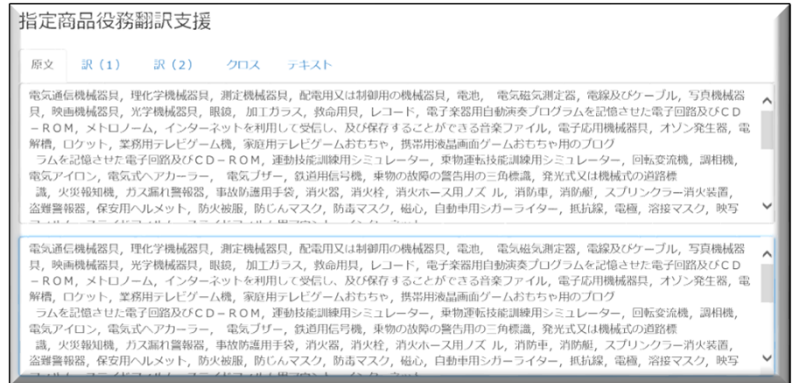 指定商品役務翻訳支援
原文 訳（1） 訳（2） クロス テキスト
電気通信機械器具，理化学機械器具，測定機械器具，配電用又は制御用の機械器具，電池， 電気磁気測定器，電線及びケーブル，写真機械器
具，映画機械器具，光学機械器具，眼鏡， 加工ガラス，救命用具，レコード，電子楽器用自動演奏プログラムを記憶させた電子回路及びＣＤ
－ＲＯＭ，メトロノーム，インターネットを利用して受信し，及び保存することができる音楽ファイル，電子応用機械器具，オゾン発生器，電
解槽，ロケット，業務用テレビゲーム機，家庭用テレビゲームおもちゃ，携帯用液晶画面ゲームおもちゃ用のプログ
ラムを記憶させた電子回路及びＣＤ－ＲＯＭ，運動技能訓練用シミュレーター，乗物運転技能訓練用シミュレーター，回転変流機，調相機，
電気アイロン，電気式ヘアカーラー， 電気ブザー，鉄道用信号機，乗物の故障の警告用の三角標識，発光式又は機械式の道路標
識，火災報知機，ガス漏れ警報器，事故防護用手袋，消火器，消火栓，消火ホース用ノズ ル，消防車，消防艇，スプリンクラー消火装置，
盗難警報器，保安用ヘルメット，防火被服，防じんマスク，防毒マスク，磁心，自動車用シガーライター，抵抗線，電極，溶接マスク，映写
電気通信機械器具，理化学機械器具，測定機械器具，配電用又は制御用の機械器具，電池， 電気磁気測定器，電線及びケーブル，写真機械器
具，映画機械器具，光学機械器具，眼鏡， 加工ガラス，救命用具，レコード，電子楽器用自動演奏プログラムを記憶させた電子回路及びＣＤ
－ＲＯＭ，メトロノーム，インターネットを利用して受信し，及び保存することができる音楽ファイル，電子応用機械器具，オゾン発生器，電
解槽，ロケット，業務用テレビゲーム機，家庭用テレビゲームおもちゃ，携帯用液晶画面ゲームおもちゃ用のプログ
ラムを記憶させた電子回路及びＣＤ－ＲＯＭ，運動技能訓練用シミュレーター，乗物運転技能訓練用シミュレーター，回転変流機，調相機，
電気アイロン，電気式ヘアカーラー， 電気ブザー，鉄道用信号機，乗物の故障の警告用の三角標識，発光式又は機械式の道路標
識，火災報知機，ガス漏れ警報器，事故防護用手袋，消火器，消火栓，消火ホース用ノズ ル，消防車，消防艇，スプリンクラー消火装置，
盗難警報器，保安用ヘルメット，防火被服，防じんマスク，防毒マスク，磁心，自動車用シガーライター，抵抗線，電極，溶接マスク，映写